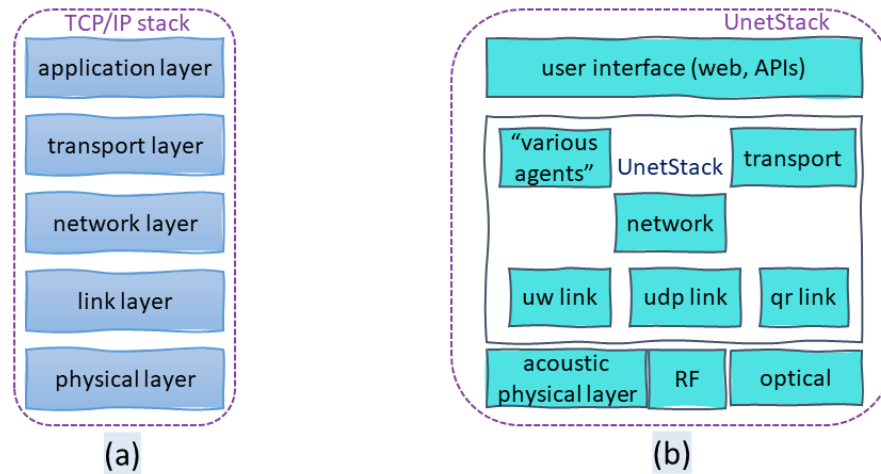 TCP/IP stack
application layer
transport layer
network layer
link layer
physical layer
(a)
UnetStack
user interface (web, APIs)
“various
agents”
UnetStack
transport
network
uw link
udp link
qr link
acoustic
physical layer
RF
optical
(b)